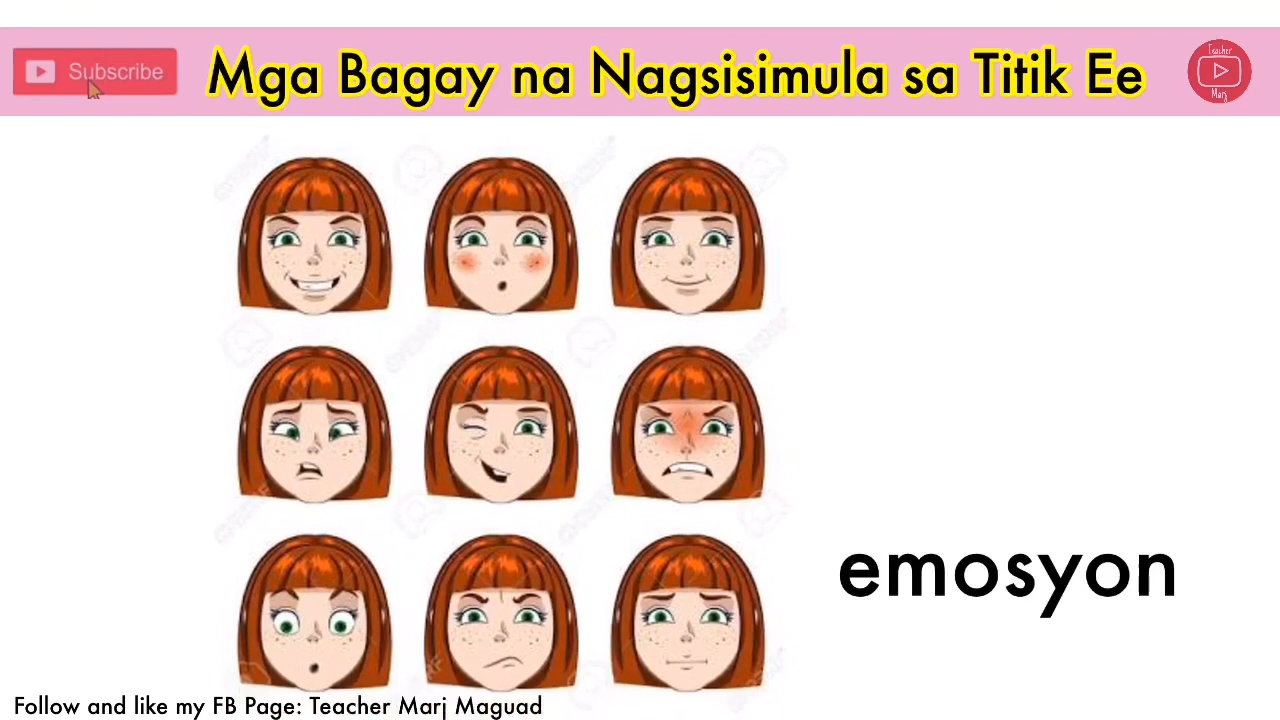 Subscribe
Mga Bagay na Nagsisimula sa Titik Ee
Teacher
Marj
emosyon
Follow and like my FB Page: Teacher Marj Maguad